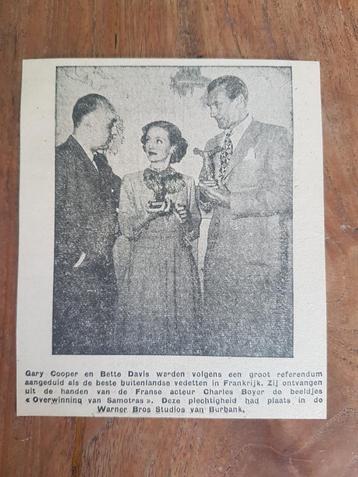 Gary Cooper en Bette Davis werden volgens een groot referendum
aangeduid als de beste buitenlandse vedetten in Frankrijk. Zij ontvangen
uit de handen van de Franse acteur Charles Boyer de beeldjes
« Overwinning van Samotras ». Deze plechtigheid had plaats in de
Warner Bros Studios van Burbank.